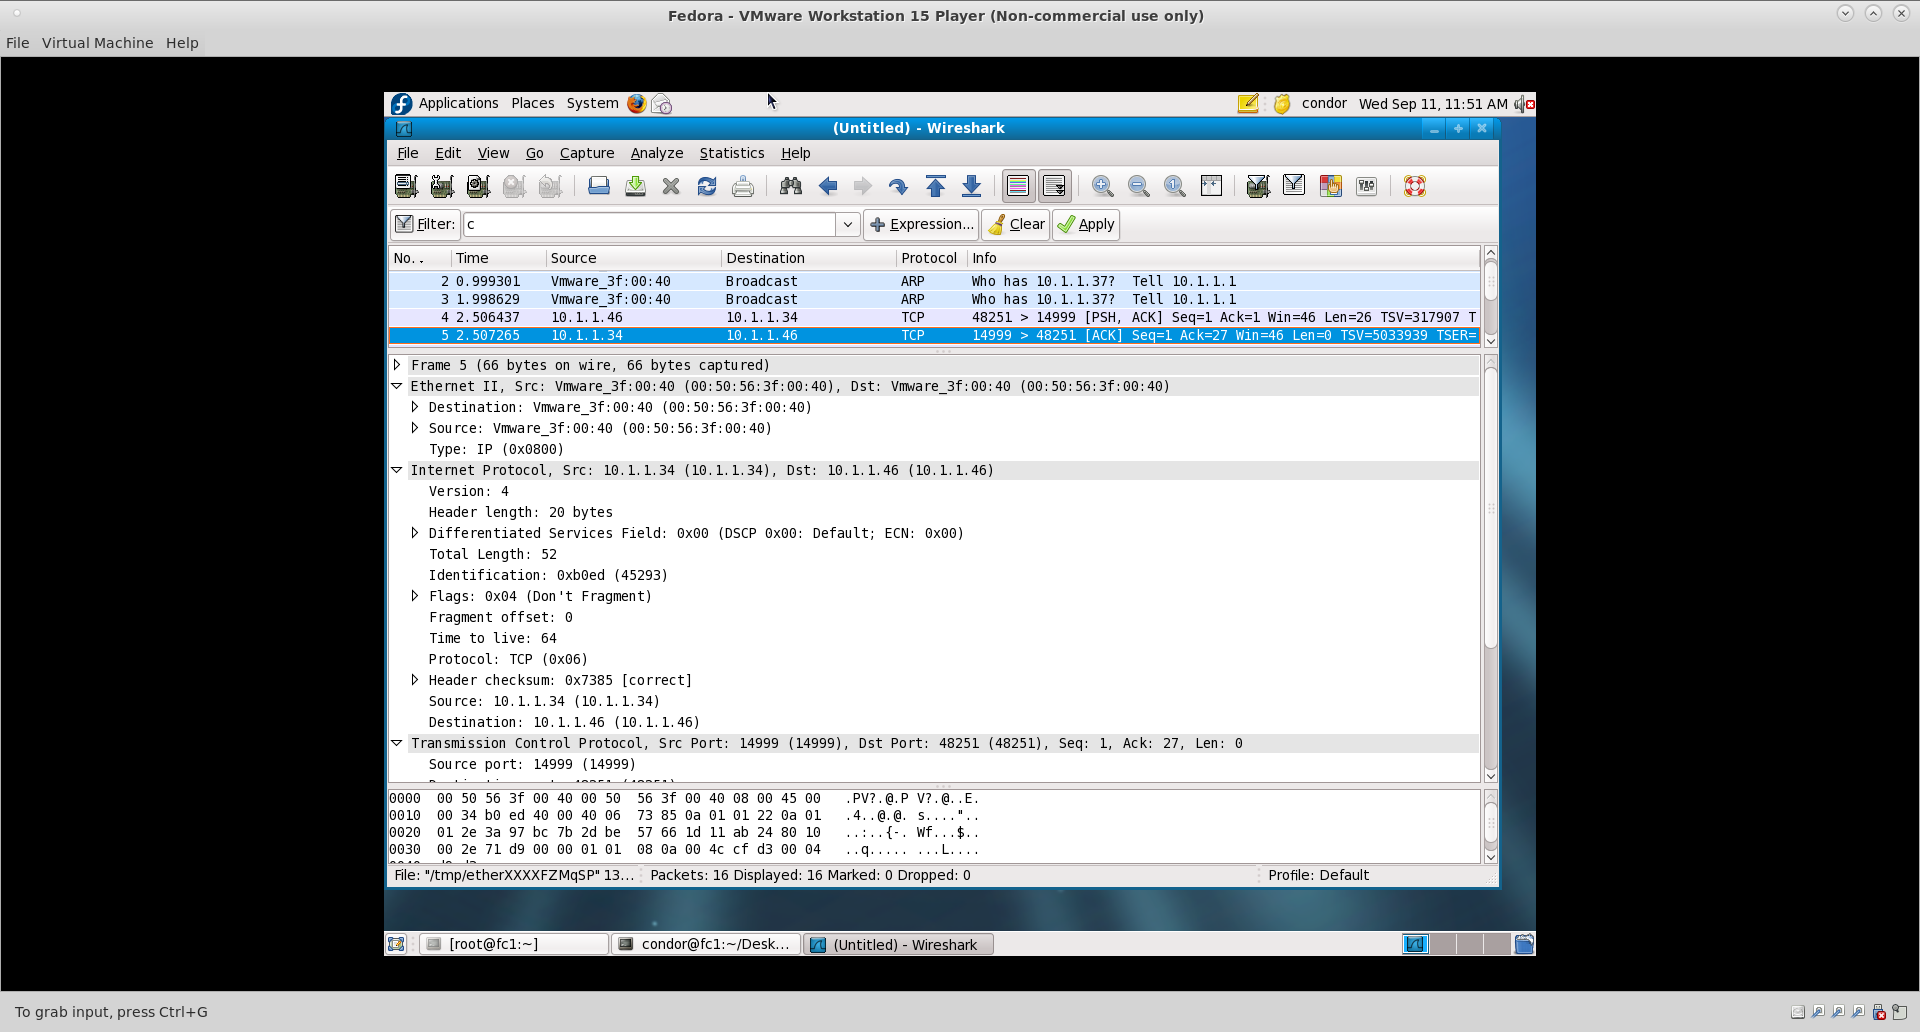 Fedora - VMware Workstation 15 Player (Non-commercial use only)
File Virtual Machine Help
Applications Places System condor Wed Sep 11, 11:51 AM
(Untitled) - Wireshark
File Edit View Go Capture Analyze Statistics Help
Filter: c Expression... Clear Apply
No. . Time Source Destination Protocol Info
2 0.999301 Vmware_3f:00:40 Broadcast ARP Who has 10.1.1.37? Tell 10.1.1.1
3 1.998629 Vmware_3f:00:40 Broadcast ARP Who has 10.1.1.37? Tell 10.1.1.1
4 2.506437 10.1.1.46 10.1.1.34 TCP 48251 > 14999 [PSH, ACK] Seq=1 Ack=1 Win=46 Len=26 TSV=317907 T
5 2.507265 10.1.1.34 10.1.1.46 TCP 14999 > 48251 [ACK] Seq=1 Ack=27 Win=46 Len=0 TSV=5033939 TSER=
Frame 5 (66 bytes on wire, 66 bytes captured)
Ethernet II, Src: Vmware_3f:00:40 (00:50:56:3f:00:40), Dst: Vmware_3f:00:40 (00:50:56:3f:00:40)
Destination: Vmware_3f:00:40 (00:50:56:3f:00:40)
Source: Vmware_3f:00:40 (00:50:56:3f:00:40)
Type: IP (0x0800)
Internet Protocol, Src: 10.1.1.34 (10.1.1.34), Dst: 10.1.1.46 (10.1.1.46)
Version: 4
Header length: 20 bytes
Differentiated Services Field: 0x00 (DSCP 0x00: Default; ECN: 0x00)
Total Length: 52
Identification: 0xb0ed (45293)
Flags: 0x04 (Don't Fragment)
Fragment offset: 0
Time to live: 64
Protocol: TCP (0x06)
Header checksum: 0x7385 [correct]
Source: 10.1.1.34 (10.1.1.34)
Destination: 10.1.1.46 (10.1.1.46)
Transmission Control Protocol, Src Port: 14999 (14999), Dst Port: 48251 (48251), Seq: 1, Ack: 27, Len: 0
Source port: 14999 (14999)
0000 00 50 56 3f 00 40 00 50 56 3f 00 40 08 00 45 00 .PV?.@.P V?.@..E.
0010 00 34 b0 ed 40 00 40 06 73 85 0a 01 01 22 0a 01 .4..@.@. s....“..
0020 01 2e 3a 97 bc 7b 2d be 57 66 1d 11 ab 24 80 10 ..:..{-. Wf...$..
0030 00 2e 71 d9 00 00 01 01 08 0a 00 4c cf d3 00 04 ..q..... ...L....
File: "/tmp/etherXXXXFZMqSP" 13... Packets: 16 Displayed: 16 Marked: 0 Dropped: 0 Profile: Default
[root@fc1:~] condor@fc1:~/Desk... (Untitled) - Wireshark
To grab input, press Ctrl+G